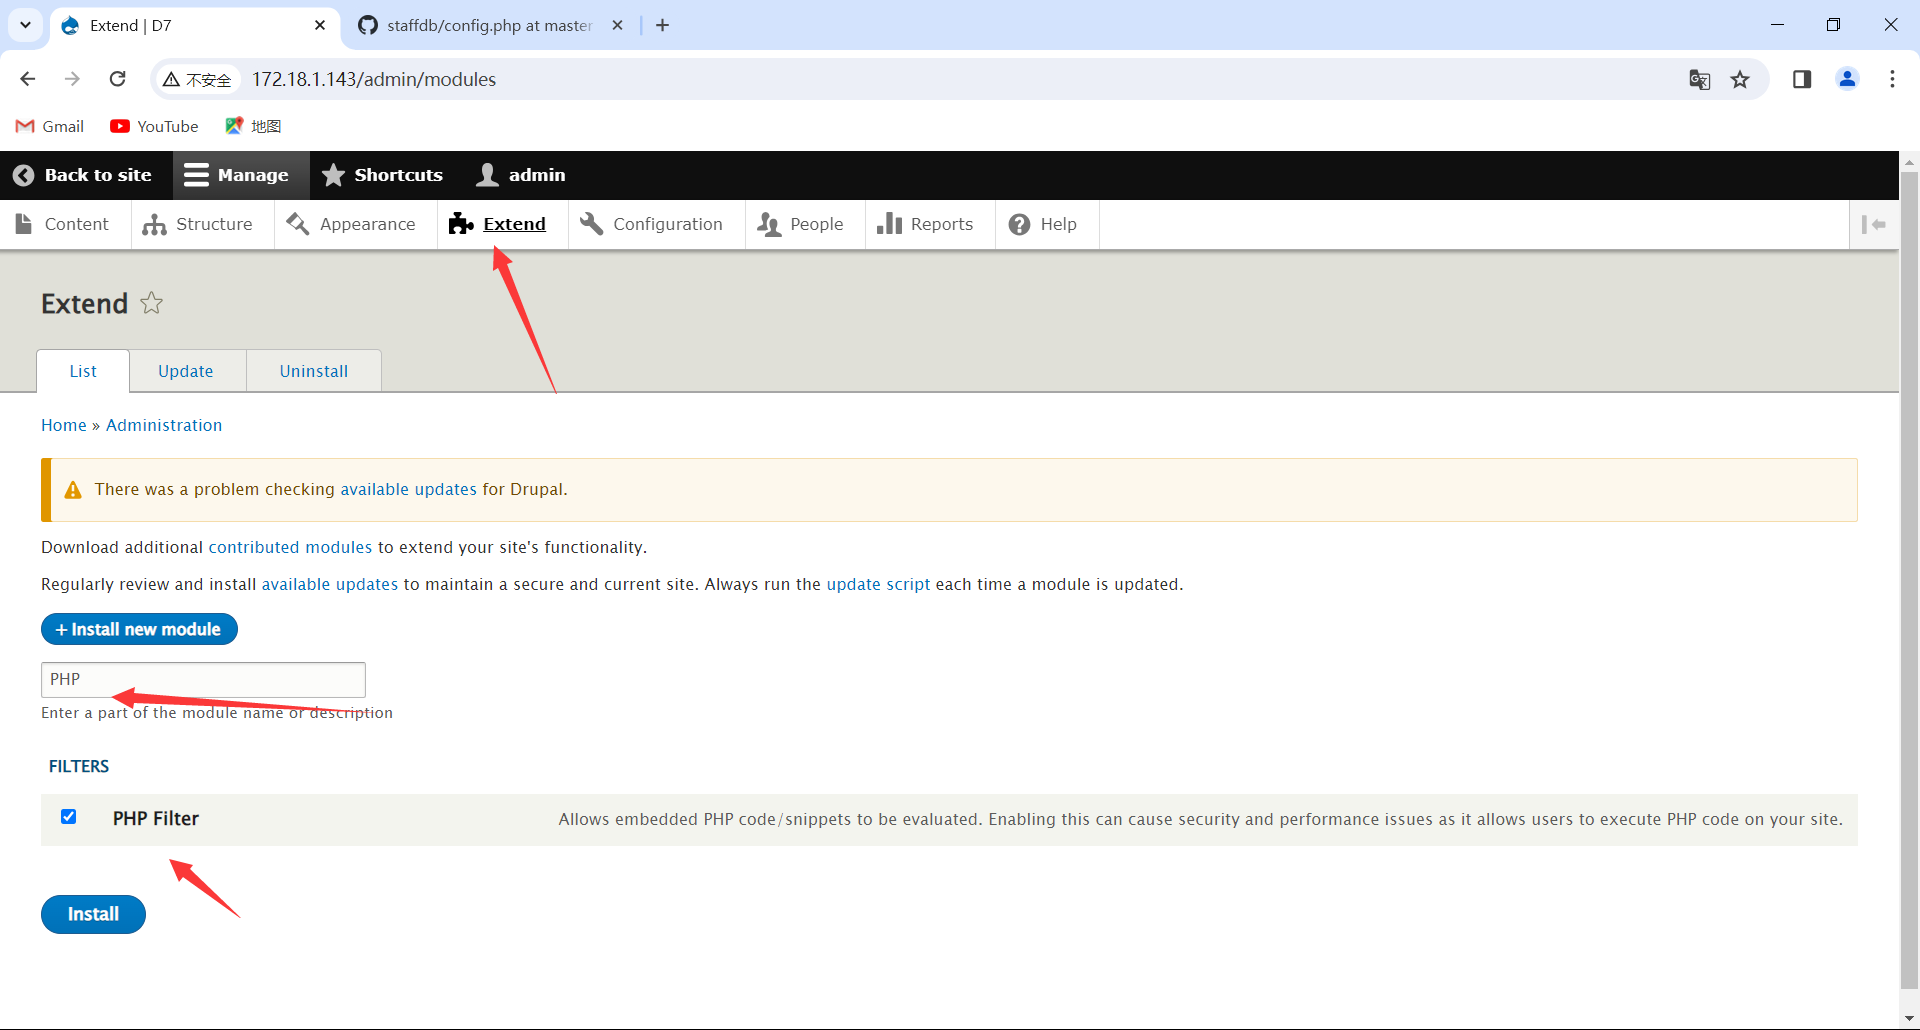 Extend | D7
staffdb/config.php at master
不安全
172.18.1.143/admin/modules
Gmail
YouTube
地图
Back to site
Manage
Shortcuts
admin
Content
Structure
Appearance
Extend
Configuration
People
Reports
Help
Extend
List
Update
Uninstall
Home » Administration
There was a problem checking available updates for Drupal.
Download additional contributed modules to extend your site's functionality.
Regularly review and install available updates to maintain a secure and current site. Always run the update script each time a module is updated.
+ Install new module
PHP
Enter a part of the module name or description
FILTERS
PHP Filter
Allows embedded PHP code/snippets to be evaluated. Enabling this can cause security and performance issues as it allows users to execute PHP code on your site.
Install